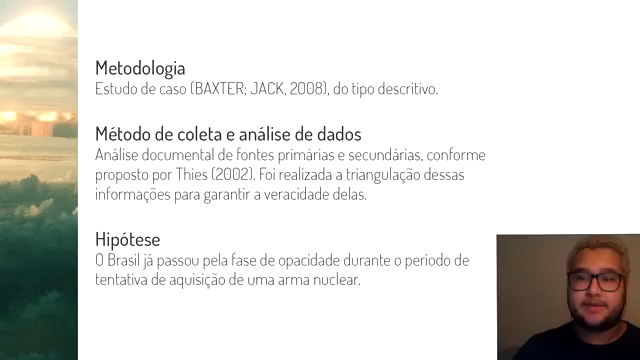 Metodologia
Estudo de caso (BAXTER; JACK, 2008), do tipo descritivo.
Método de coleta e análise de dados
Análise documental de fontes primárias e secundárias, conforme
proposto por Thies (2002). Foi realizada a triangulação dessas
informações para garantir a veracidade delas.
Hipótese
O Brasil já passou pela fase de opacidade durante o período de
tentativa de aquisição de uma arma nuclear.